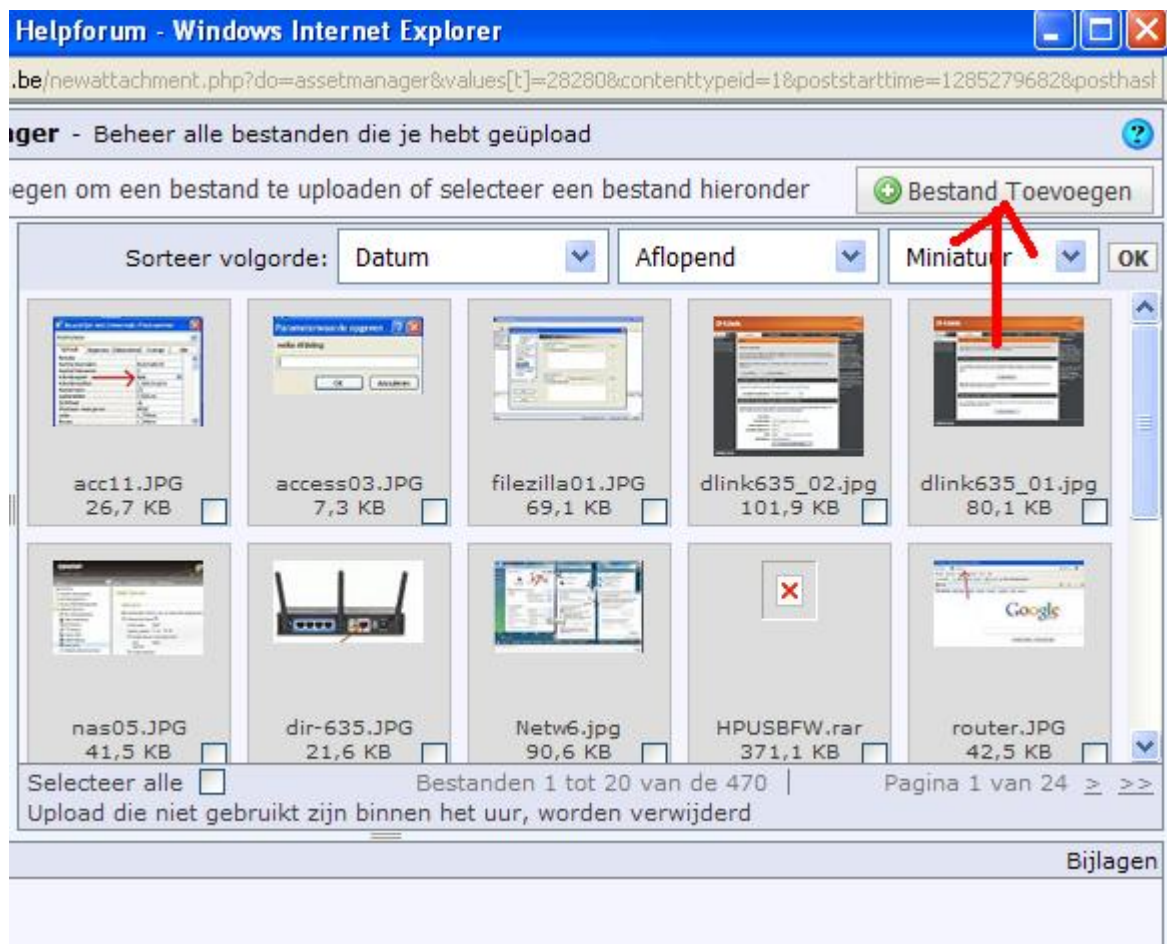 Helpforum - Windows Internet Explorer
.be/newattachment.php?do=assetmanager&values[t]=28280&contenttypeid=1&poststarttime=1285279682&posthas
ager - Beheer alle bestanden die je hebt geüpload
egen om een bestand te uploaden of selecteer een bestand hieronder
Bestand Toevoegen
Sorteer volgorde: Datum Aflopend Miniatuur OK
Parameterwaarde opgeven
OK Annuleren
acc11.JPG access03.JPG filezilla01.JPG dlink635_02.jpg dlink635_01.jpg
26,7 KB 7,3 KB 69,1 KB 101,9 KB 80,1 KB
Google
nas05.JPG dir-635.JPG Netw6.jpg HPUSBFW.rar router.JPG
41,5 KB 21,6 KB 90,6 KB 371,1 KB 42,5 KB
Selecteer alle Bestanden 1 tot 20 van de 470 | Pagina 1 van 24 > >>
Upload die niet gebruikt zijn binnen het uur, worden verwijderd
Bijlagen